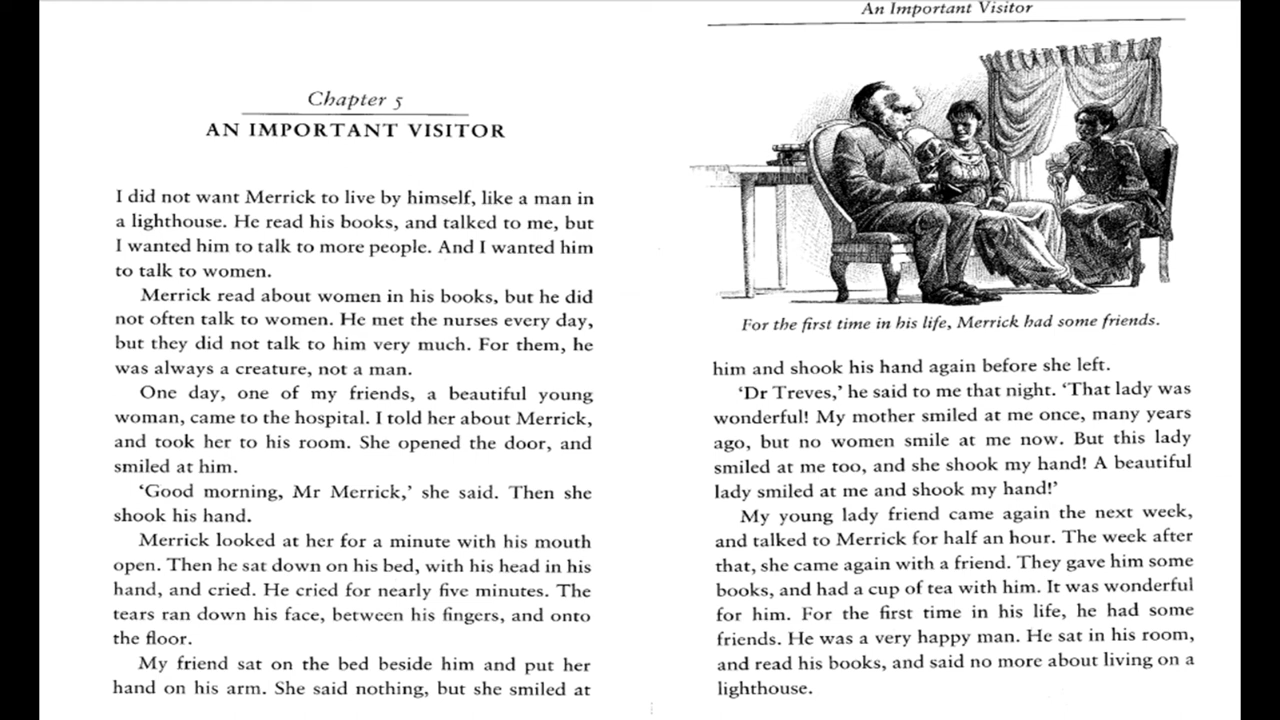 Chapter 5
AN IMPORTANT VISITOR
I did not want Merrick to live by himself, like a man in
a lighthouse. He read his books, and talked to me, but
I wanted him to talk to more people. And I wanted him
to talk to women.
Merrick read about women in his books, but he did
not often talk to women. He met the nurses every day,
but they did not talk to him very much. For them, he
was always a creature, not a man.
One day, one of my friends, a beautiful young
woman, came to the hospital. I told her about Merrick,
and took her to his room. She opened the door, and
smiled at him.
‘Good morning, Mr Merrick,’ she said. Then she
shook his hand.
Merrick looked at her for a minute with his mouth
open. Then he sat down on his bed, with his head in his
hand, and cried. He cried for nearly five minutes. The
tears ran down his face, between his fingers, and onto
the floor.
My friend sat on the bed beside him and put her
hand on his arm. She said nothing, but she smiled at
An Important Visitor
For the first time in his life, Merrick had some friends.
him and shook his hand again before she left.
‘Dr Treves,’ he said to me that night. ‘That lady was
wonderful! My mother smiled at me once, many years
ago, but no women smile at me now. But this lady
smiled at me too, and she shook my hand! A beautiful
lady smiled at me and shook my hand!’
My young lady friend came again the next week,
and talked to Merrick for half an hour. The week after
that, she came again with a friend. They gave him some
books, and had a cup of tea with him. It was wonderful
for him. For the first time in his life, he had some
friends. He was a very happy man. He sat in his room,
and read his books, and said no more about living on a
lighthouse.